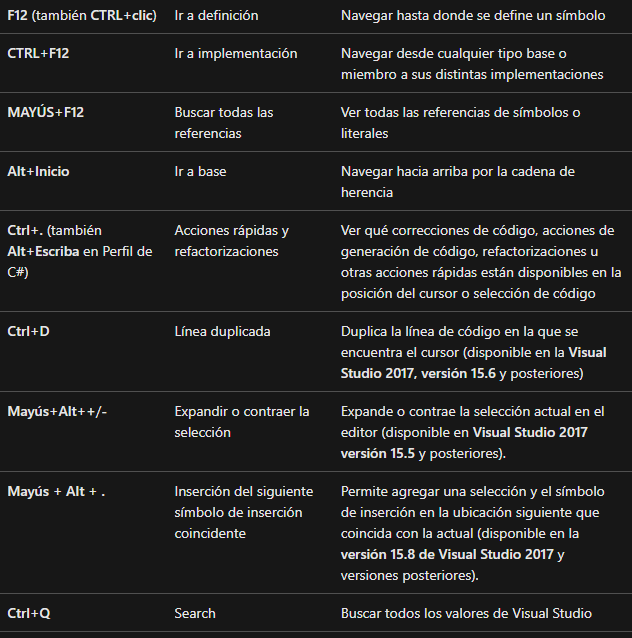 F12 (también CTRL+clic) Ir a definición Navegar hasta donde se define un símbolo
CTRL+F12 Ir a implementación Navegar desde cualquier tipo base o
miembro a sus distintas implementaciones
MAYÚS+F12 Buscar todas las Ver todas las referencias de símbolos o
referencias literales
Alt+Inicio Ir a base Navegar hacia arriba por la cadena de
herencia
Ctrl+. (también Acciones rápidas y Ver qué correcciones de código, acciones de
Alt+Escriba en Perfil de refactorizaciones generación de código, refactorizaciones u
C#) otras acciones rápidas están disponibles en la
posición del cursor o selección de código
Ctrl+D Línea duplicada Duplica la línea de código en la que se
encuentra el cursor (disponible en la Visual
Studio 2017, versión 15.6 y posteriores)
Mayús+Alt++/- Expandir o contraer la Expande o contrae la selección actual en el
selección editor (disponible en Visual Studio 2017
versión 15.5 y posteriores).
Mayús + Alt + . Inserción del siguiente Permite agregar una selección y el símbolo
símbolo de inserción de inserción en la ubicación siguiente que
coincidente coincida con la actual (disponible en la
versión 15.8 de Visual Studio 2017 y
versiones posteriores).
Ctrl+Q Search Buscar todos los valores de Visual Studio